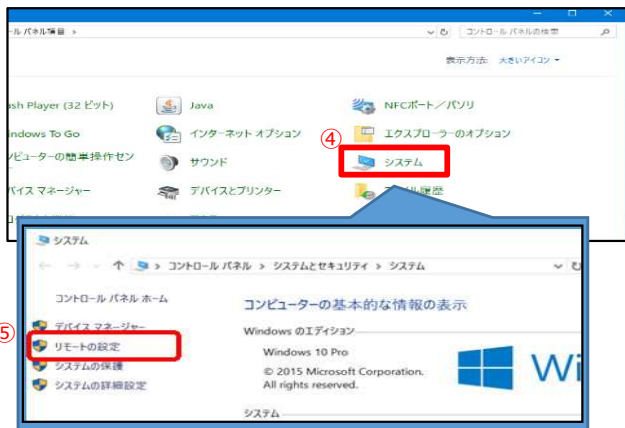 ール パネル項目 >
コントロール パネルの検索
表示方法: 大きいアイコン
ash Player (32 ビット)
Java
NFCポート／パソリ
indows To Go
インターネット オプション
④
エクスプローラーのオプション
ンピューターの簡単操作セン
サウンド
システム
バイス マネージャー
デバイスとプリンター
システム
コントロール パネル > システムとセキュリティ > システム
コントロール パネル ホーム
コンピューターの基本的な情報の表示
⑤
デバイス マネージャー
Windows のエディション
リモートの設定
Windows 10 Pro
システムの保護
© 2015 Microsoft Corporation.
システムの詳細設定
All rights reserved.
Wi
システム